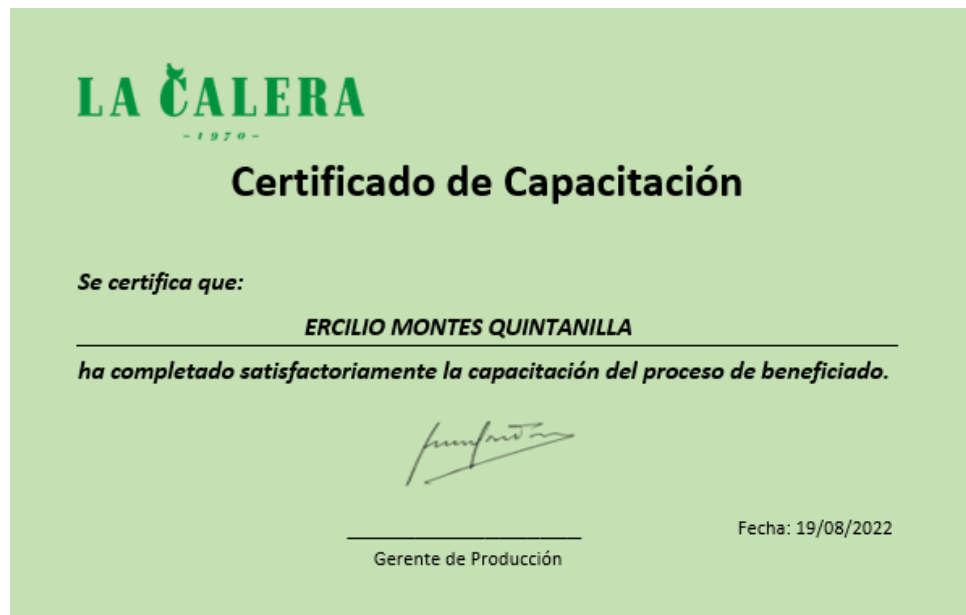 LA CALERA
-1970-
Certificado de Capacitación
Se certifica que:
ERCILIO MONTES QUINTANILLA
ha completado satisfactoriamente la capacitación del proceso de beneficiado.
Gerente de Producción
Fecha: 19/08/2022